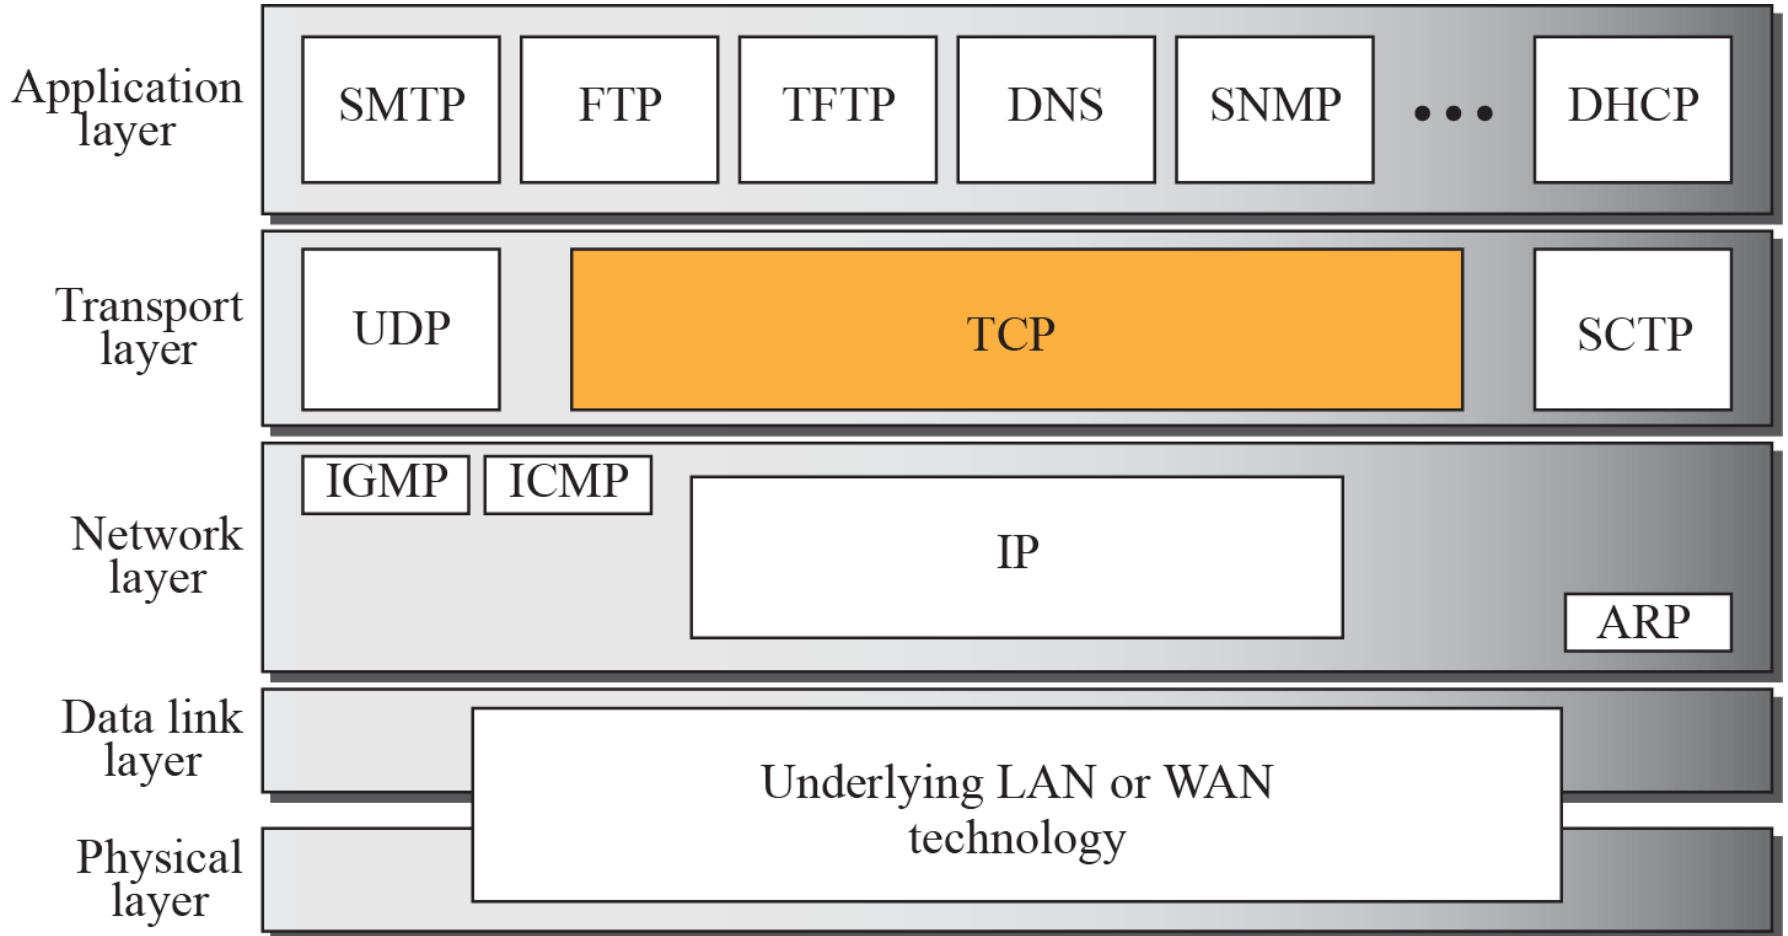 Application
layer
SMTP
FTP
TFTP
DNS
SNMP
•••
DHCP
Transport
layer
UDP
TCP
SCTP
Network
layer
IGMP
ICMP
IP
ARP
Data link
layer
Underlying LAN or WAN
technology
Physical
layer